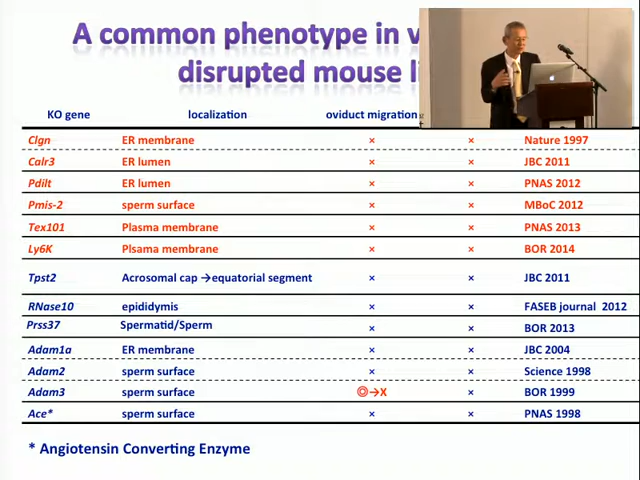 A common phenotype in v
disrupted mouse li
KO gene localization oviduct migration
Clgn ER membrane × × Nature 1997
Calr3 ER lumen × × JBC 2011
Pdilt ER lumen × × PNAS 2012
Pmis-2 sperm surface × × MBoC 2012
Tex101 Plasma membrane × × PNAS 2013
Ly6K Plsama membrane × × BOR 2014
Tpst2 Acrosomal cap →equatorial segment × × JBC 2011
RNase10 epididymis × × FASEB journal 2012
Prss37 Spermatid/Sperm × × BOR 2013
Adam1a ER membrane × × JBC 2004
Adam2 sperm surface × × Science 1998
Adam3 sperm surface ◎→X × BOR 1999
Ace* sperm surface × × PNAS 1998
* Angiotensin Converting Enzyme